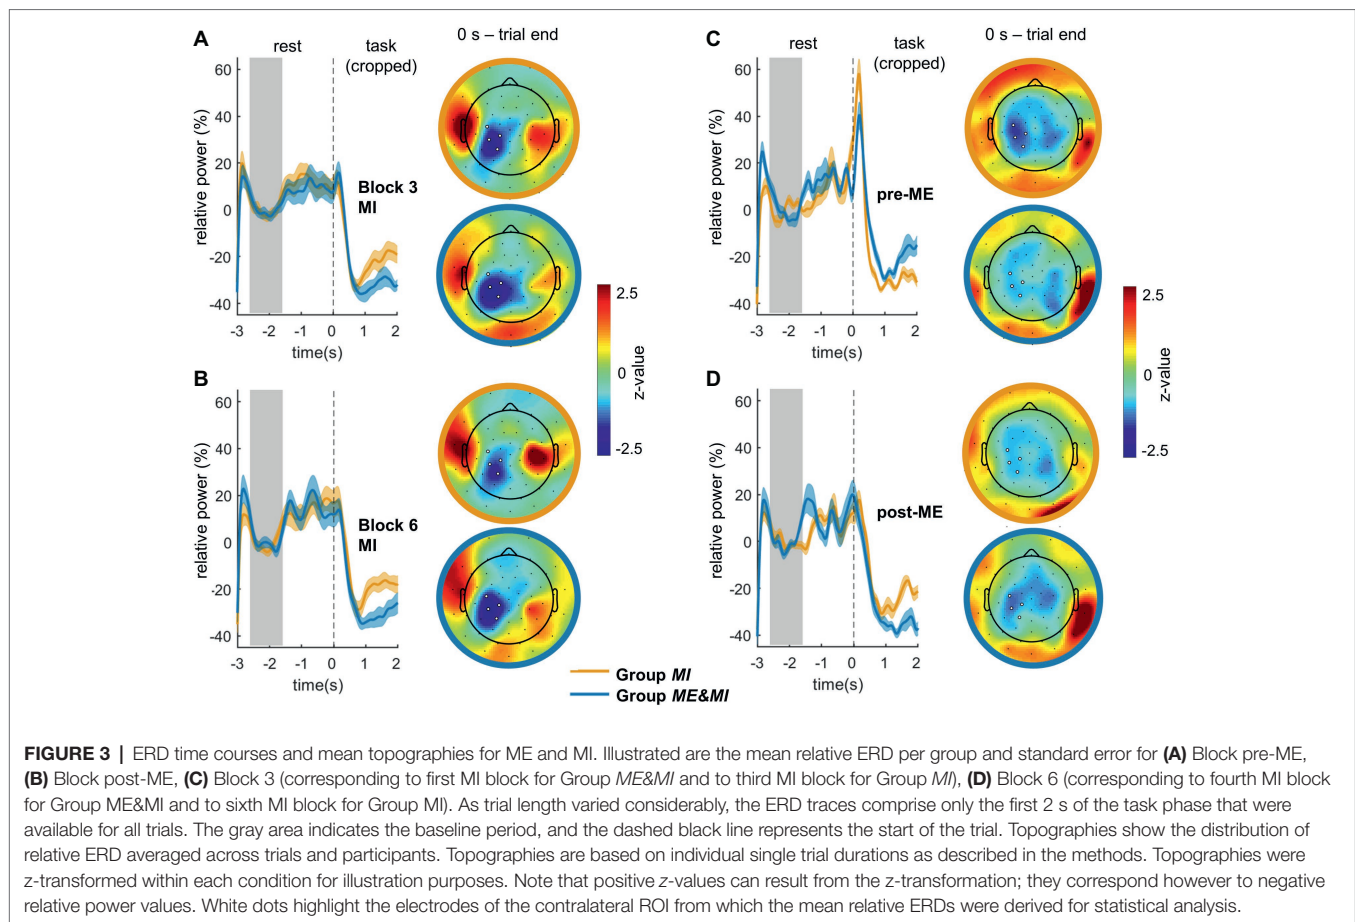 A
rest
task
(cropped)
0 s – trial end
relative power (%)
60
40
20
0
-20
-40
Block 3
MI
-3 -2 -1 0 1 2
time(s)
2.5
0
-2.5
z-value
B
relative power (%)
60
40
20
0
-20
-40
Block 6
MI
-3 -2 -1 0 1 2
time(s)
C
rest
task
(cropped)
0 s – trial end
relative power (%)
60
40
20
0
-20
-40
pre-ME
-3 -2 -1 0 1 2
time(s)
2.5
0
-2.5
z-value
D
relative power (%)
60
40
20
0
-20
-40
post-ME
-3 -2 -1 0 1 2
time(s)
Group MI
Group ME&MI
FIGURE 3 | ERD time courses and mean topographies for ME and MI. Illustrated are the mean relative ERD per group and standard error for (A) Block pre-ME,
(B) Block post-ME, (C) Block 3 (corresponding to first MI block for Group ME&MI and to third MI block for Group MI), (D) Block 6 (corresponding to fourth MI block
for Group ME&MI and to sixth MI block for Group MI). As trial length varied considerably, the ERD traces comprise only the first 2 s of the task phase that were
available for all trials. The gray area indicates the baseline period, and the dashed black line represents the start of the trial. Topographies show the distribution of
relative ERD averaged across trials and participants. Topographies are based on individual single trial durations as described in the methods. Topographies were
z-transformed within each condition for illustration purposes. Note that positive z-values can result from the z-transformation; they correspond however to negative
relative power values. White dots highlight the electrodes of the contralateral ROI from which the mean relative ERDs were derived for statistical analysis.